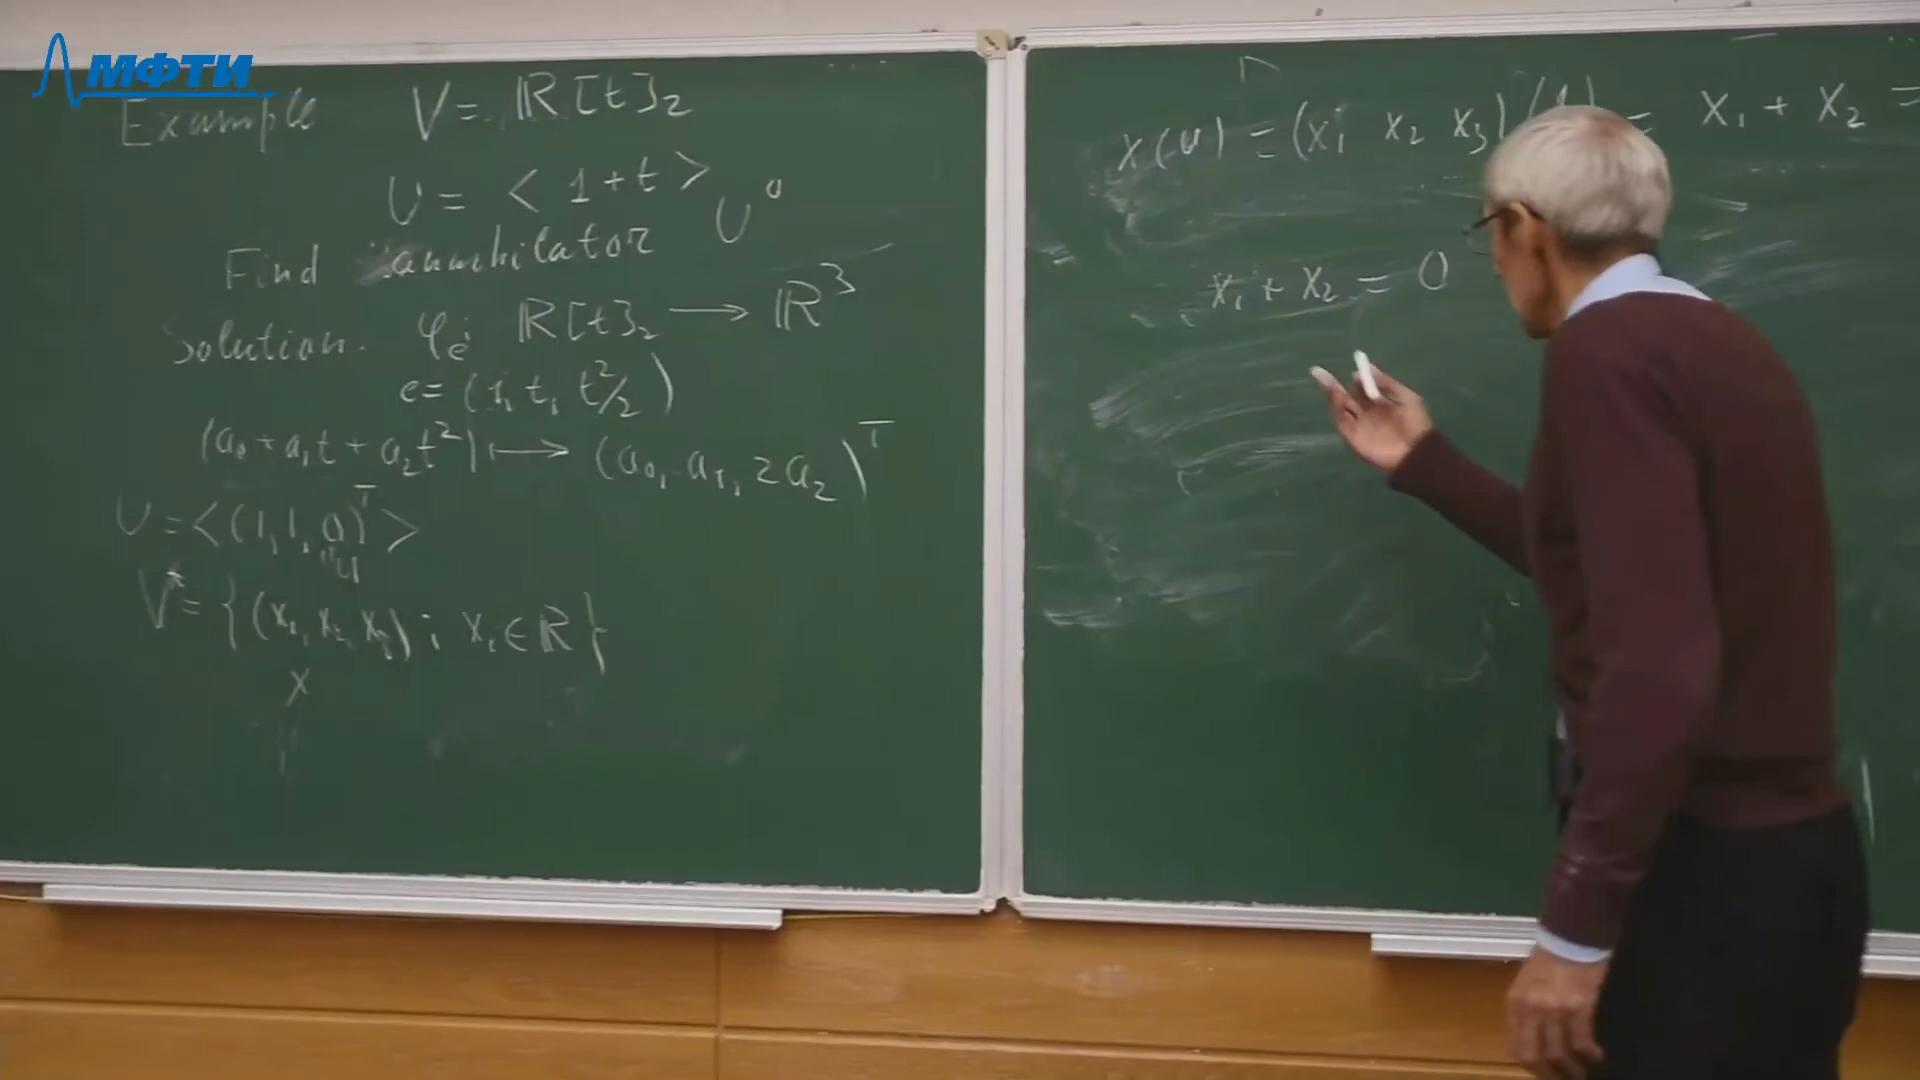 МФТИ
Example V = ℝ[t]₂
U = < 1 + t >
Find annihilator U⁰
Solution. φₑ: ℝ[t]₂ → ℝ³
e = (1, t, t²/2)
(a₀ + a₁t + a₂t²) ↦ (a₀, a₁, 2a₂)ᵀ
U = <(1, 1, 0)ᵀ>
u
V* = {(x₁, x₂, x₃) ; xᵢ ∈ ℝ}
x
x(u) = (x₁ x₂ x₃) = x₁ + x₂ =
x₁ + x₂ = 0